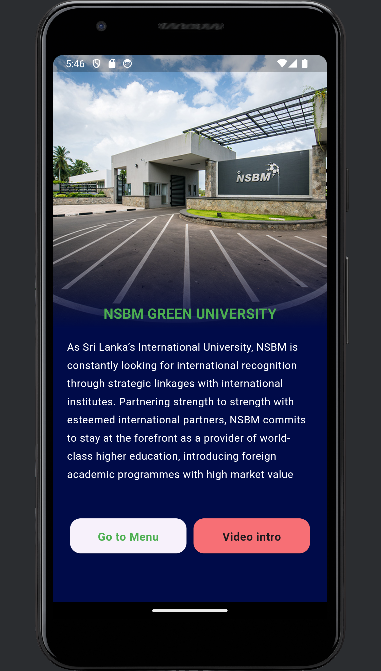 5:46
NSBM
NSBM GREEN UNIVERSITY
As Sri Lanka's International University, NSBM is
constantly looking for international recognition
through strategic linkages with international
institutes. Partnering strength to strength with
esteemed international partners, NSBM commits
to stay at the forefront as a provider of world-
class higher education, introducing foreign
academic programmes with high market value
Go to Menu
Video intro